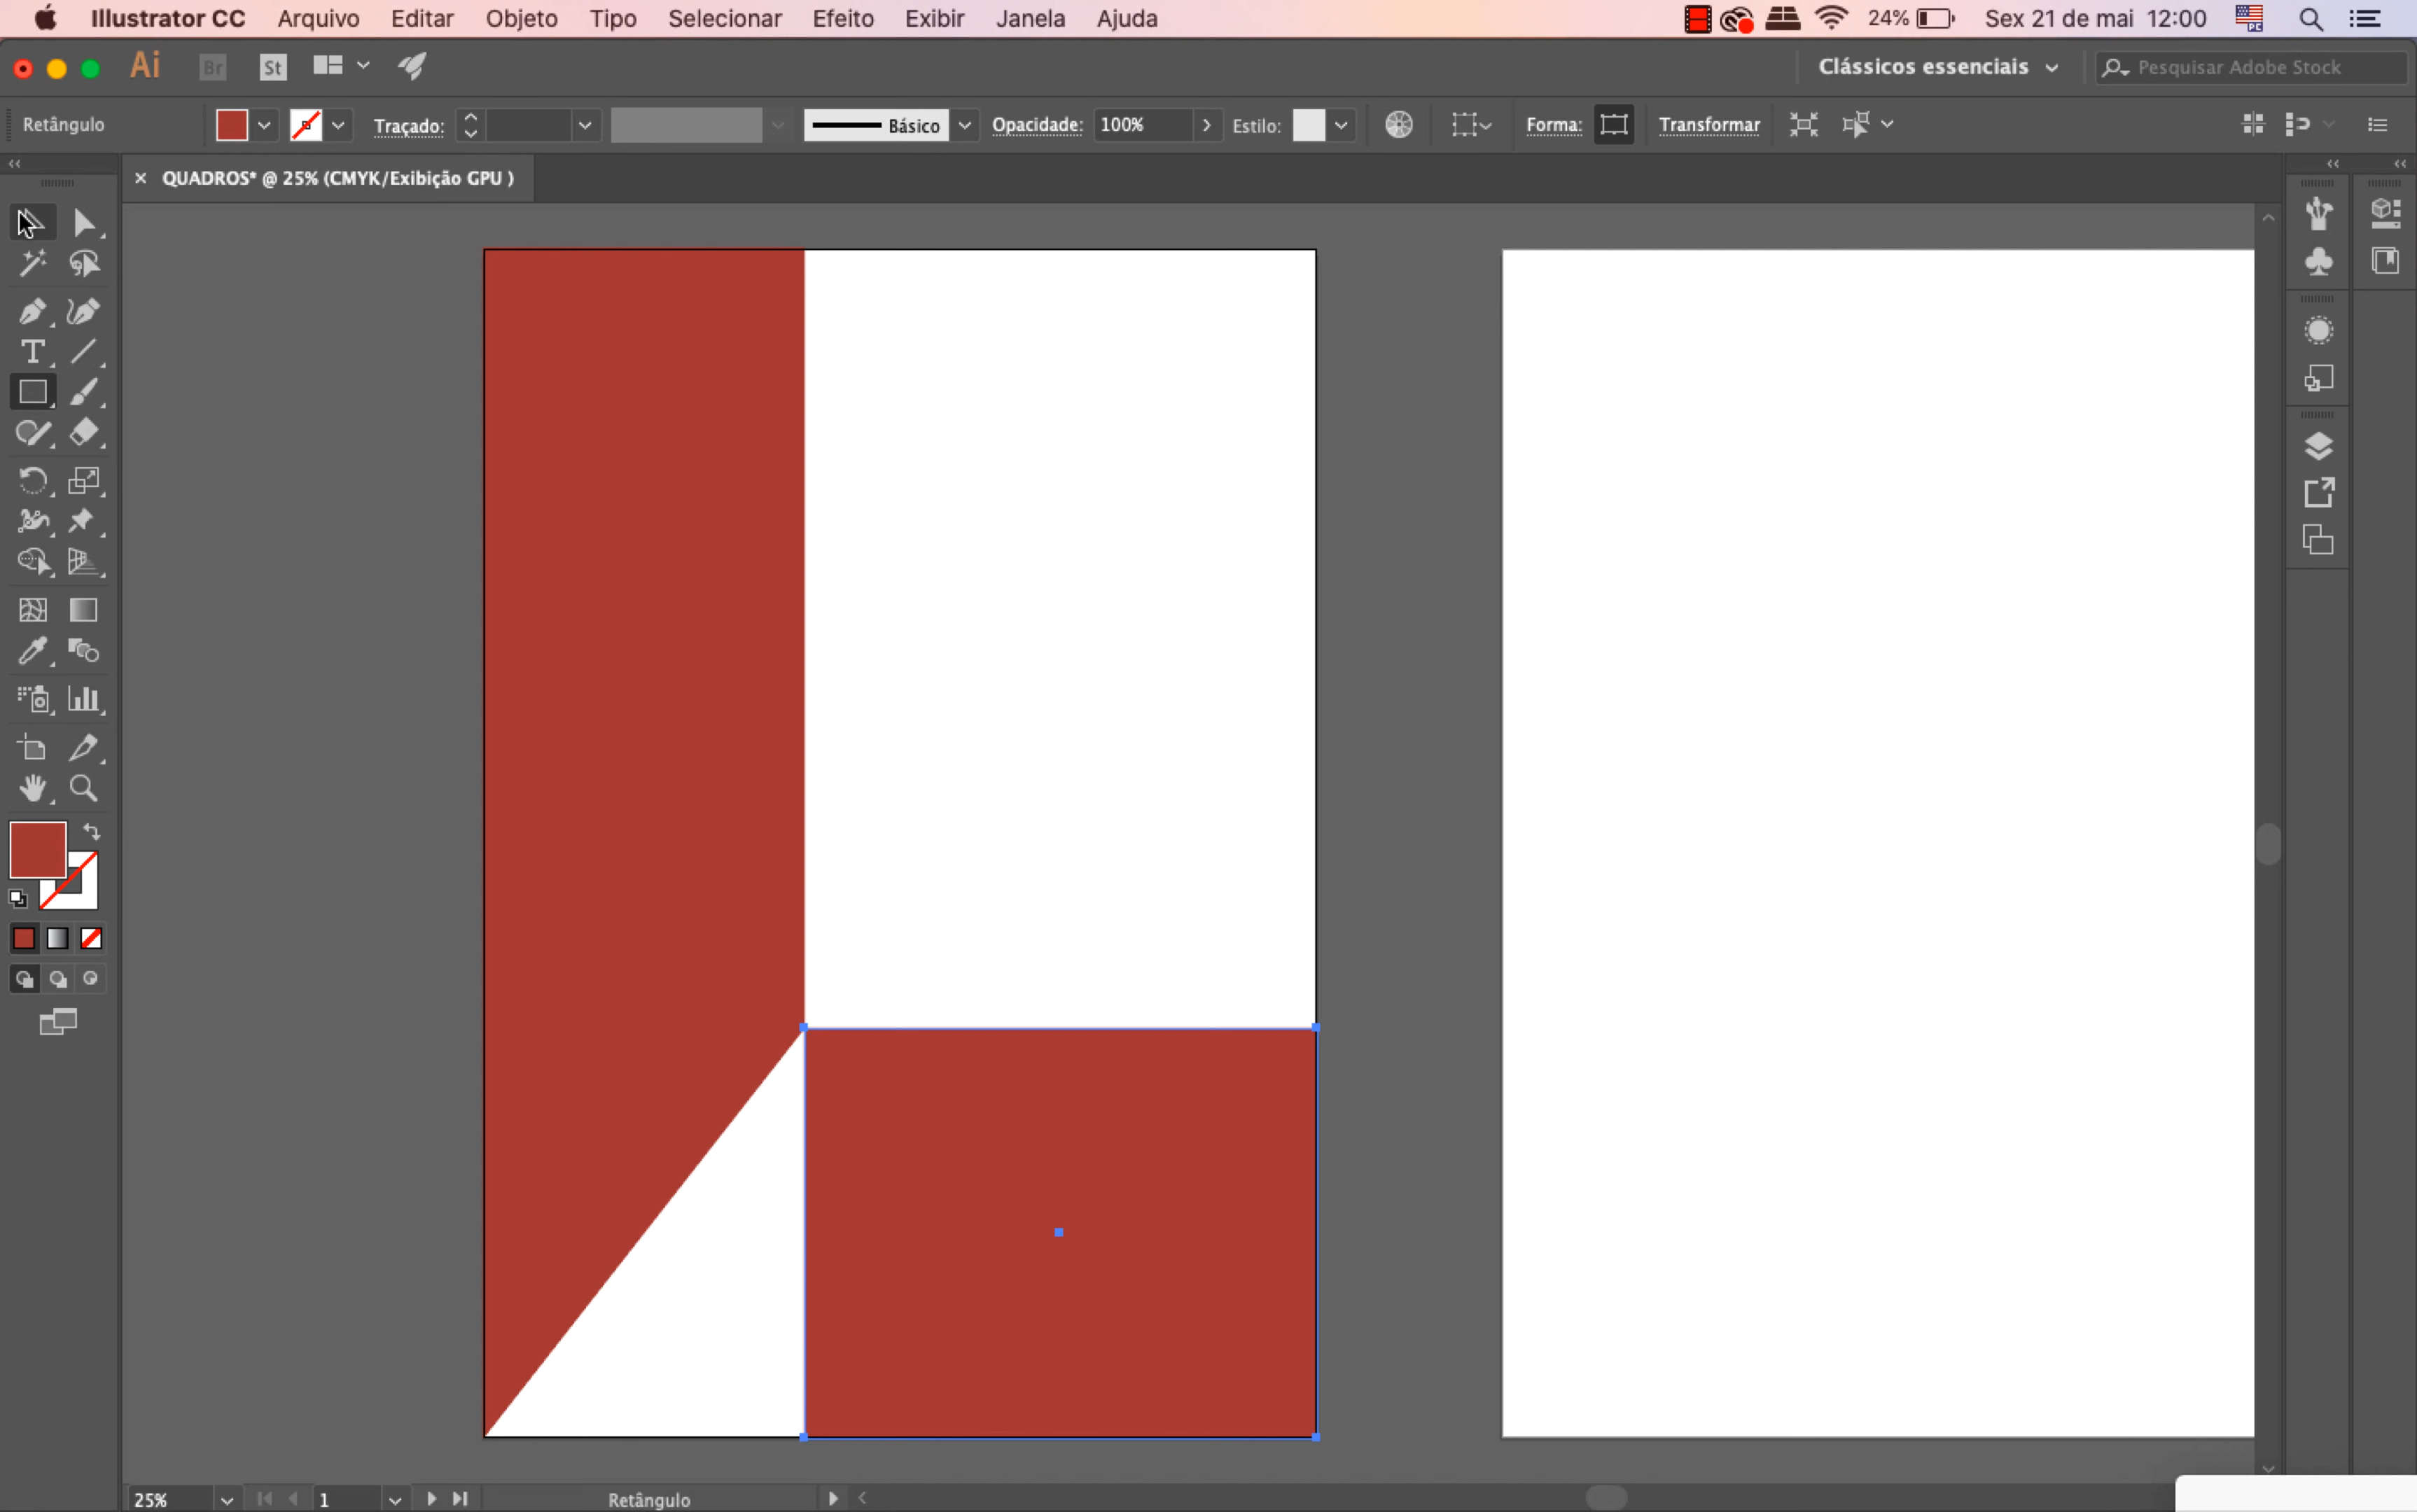 Illustrator CC Arquivo Editar Objeto Tipo Selecionar Efeito Exibir Janela Ajuda 24% Sex 21 de mai 12:00
Ai Br St Clássicos essenciais Pesquisar Adobe Stock
Retângulo Traçado: Básico Opacidade: 100% Estilo: Forma: Transformar
× QUADROS* @ 25% (CMYK/Exibição GPU )
25% 1 Retângulo